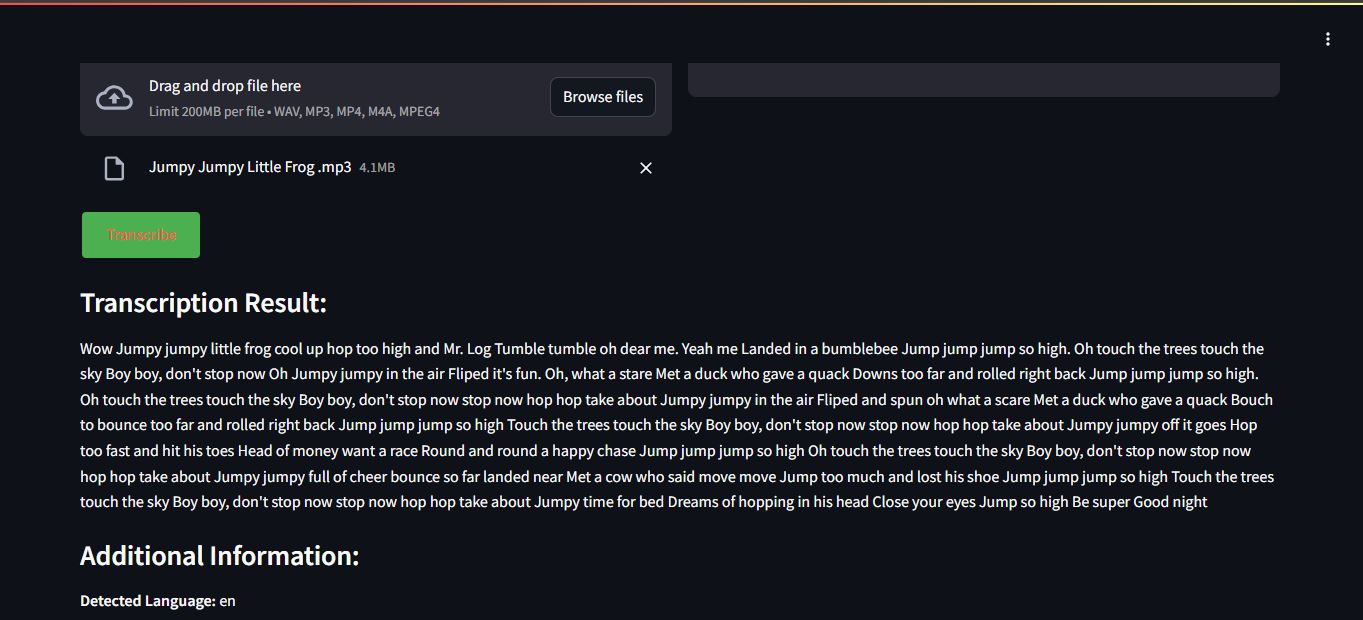 Drag and drop file here
Limit 200MB per file • WAV, MP3, MP4, M4A, MPEG4
Browse files
Jumpy Jumpy Little Frog .mp3 4.1MB
Transcribe
Transcription Result:
Wow Jumpy jumpy little frog cool up hop too high and Mr. Log Tumble tumble oh dear me. Yeah me Landed in a bumblebee Jump jump jump so high. Oh touch the trees touch the
sky Boy boy, don't stop now Oh Jumpy jumpy in the air Fliped it's fun. Oh, what a stare Met a duck who gave a quack Downs too far and rolled right back Jump jump jump so high.
Oh touch the trees touch the sky Boy boy, don't stop now stop now hop hop take about Jumpy jumpy in the air Fliped and spun oh what a scare Met a duck who gave a quack Bouch
to bounce too far and rolled right back Jump jump jump so high Touch the trees touch the sky Boy boy, don't stop now stop now hop hop take about Jumpy jumpy off it goes Hop
too fast and hit his toes Head of money want a race Round and round a happy chase Jump jump jump so high Oh touch the trees touch the sky Boy boy, don't stop now stop now
hop hop take about Jumpy jumpy full of cheer bounce so far landed near Met a cow who said move move Jump too much and lost his shoe Jump jump jump so high Touch the trees
touch the sky Boy boy, don't stop now stop now hop hop take about Jumpy time for bed Dreams of hopping in his head Close your eyes Jump so high Be super Good night
Additional Information:
Detected Language: en